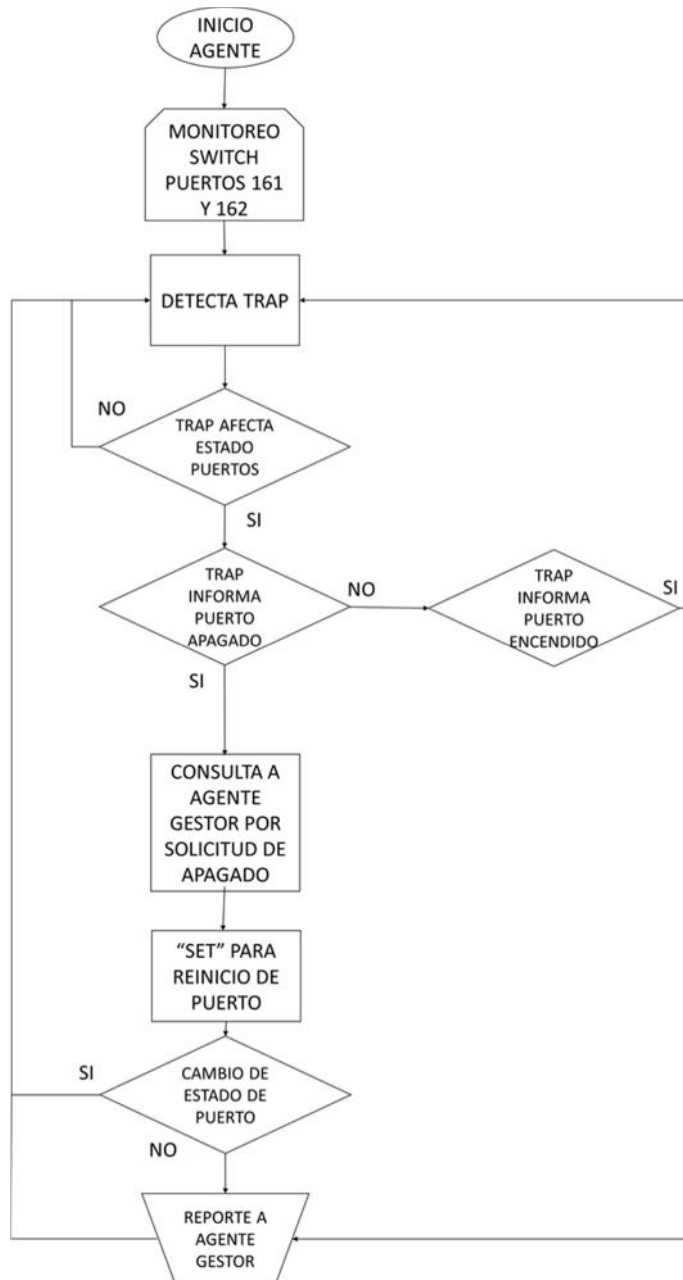 INICIO
AGENTE
MONITOREO
SWITCH
PUERTOS 161
Y 162
DETECTA TRAP
NO
TRAP AFECTA
ESTADO
PUERTOS
SI
TRAP
INFORMA
PUERTO
APAGADO
NO
TRAP
INFORMA
PUERTO
ENCENDIDO
SI
SI
CONSULTA A
AGENTE
GESTOR POR
SOLICITUD DE
APAGADO
“SET” PARA
REINICIO DE
PUERTO
SI
CAMBIO DE
ESTADO DE
PUERTO
NO
REPORTE A
AGENTE
GESTOR